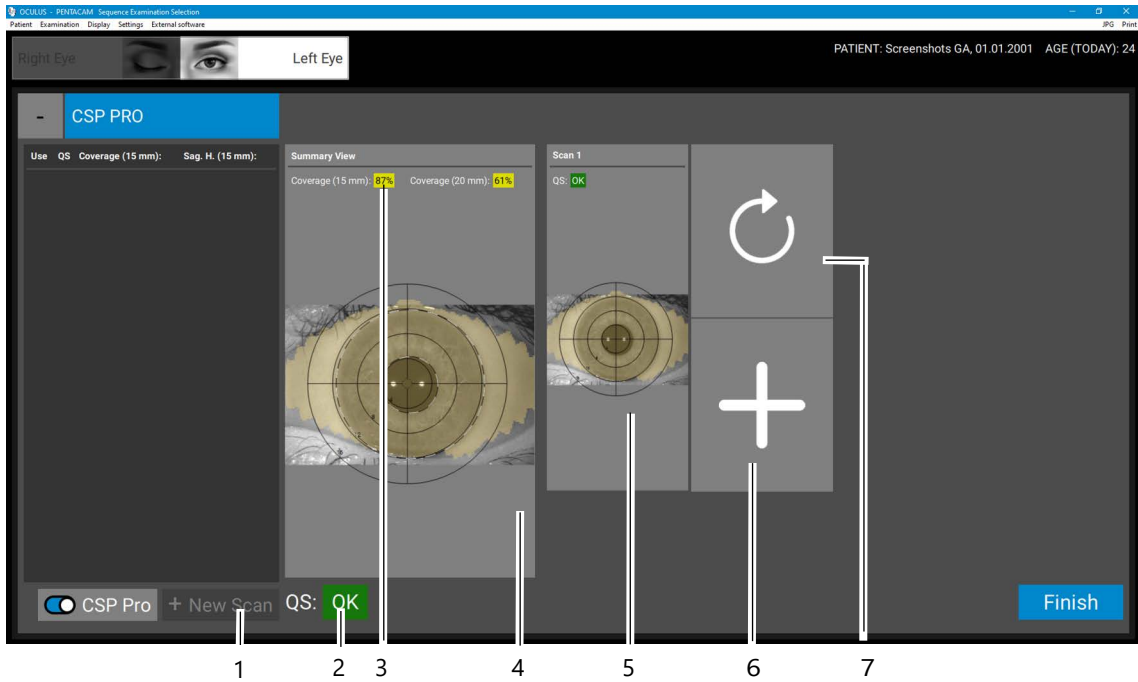 OCULUS - PENTACAM Sequence Examination Selection
Patient Examination Display Settings External software JPG Print
Right Eye Left Eye
PATIENT: Screenshots GA, 01.01.2001 AGE (TODAY): 24
- CSP PRO
Use QS Coverage (15 mm): Sag. H. (15 mm):
Summary View
Coverage (15 mm): 87% Coverage (20 mm): 61%
Scan 1
QS: OK
CSP Pro + New Scan QS: OK Finish
1 2 3 4 5 6 7